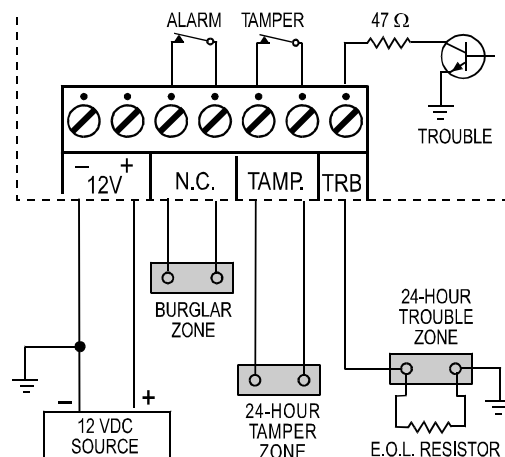 ALARM TAMPER 47 Ω
TROUBLE
– +
12V N.C. TAMP. TRB
BURGLAR
ZONE
24-HOUR
TROUBLE
ZONE
– +
12 VDC
SOURCE
24-HOUR
TAMPER
ZONE
E.O.L. RESISTOR